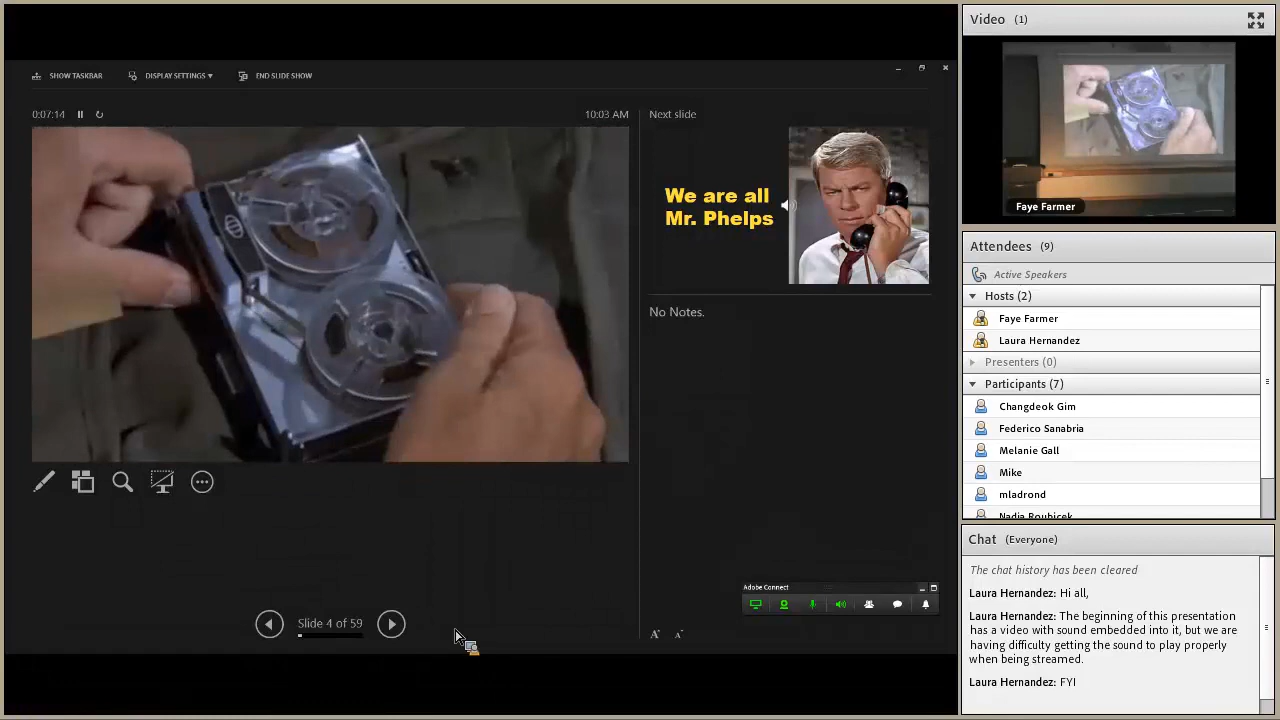 SHOW TASKBAR
DISPLAY SETTINGS ▾
END SLIDE SHOW
0:07:14
10:03 AM
Next slide
We are all
Mr. Phelps
No Notes.
Adobe Connect
Slide 4 of 59
Video (1)
Faye Farmer
Attendees (9)
Active Speakers
Hosts (2)
Faye Farmer
Laura Hernandez
Presenters (0)
Participants (7)
Changdeok Gim
Federico Sanabria
Melanie Gall
Mike
mladrond
Nadia Roubicek
Chat (Everyone)
The chat history has been cleared
Laura Hernandez: Hi all,
Laura Hernandez: The beginning of this presentation
has a video with sound embedded into it, but we are
having difficulty getting the sound to play properly
when being streamed.
Laura Hernandez: FYI